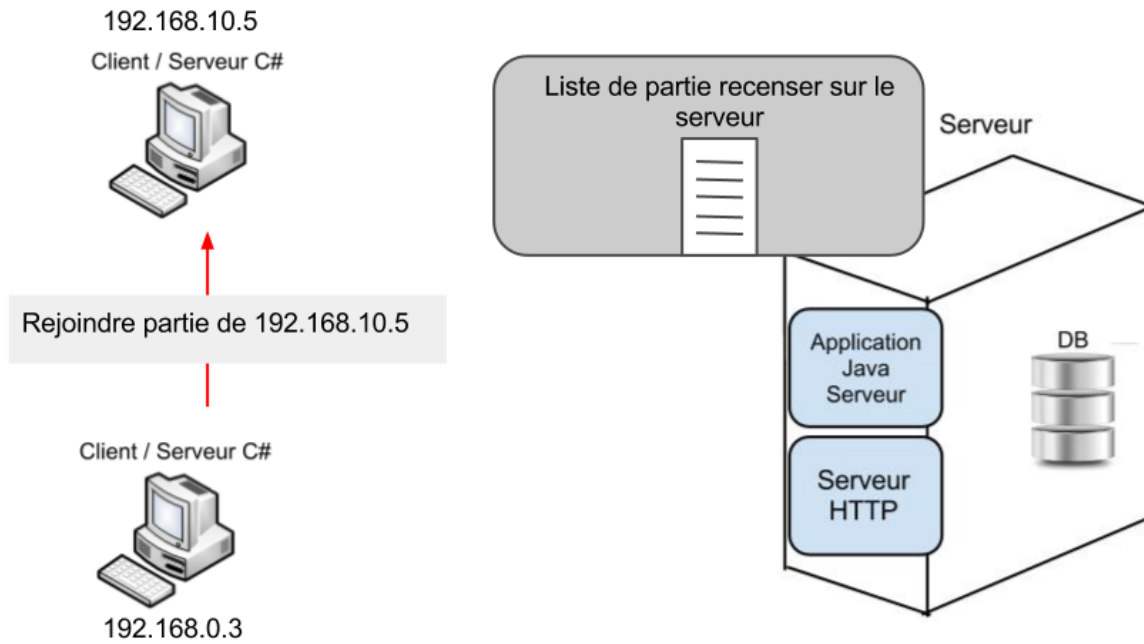 192.168.10.5
Client / Serveur C#
Rejoindre partie de 192.168.10.5
Client / Serveur C#
192.168.0.3
Liste de partie recenser sur le
serveur
Serveur
Application
Java
Serveur
Serveur
HTTP
DB